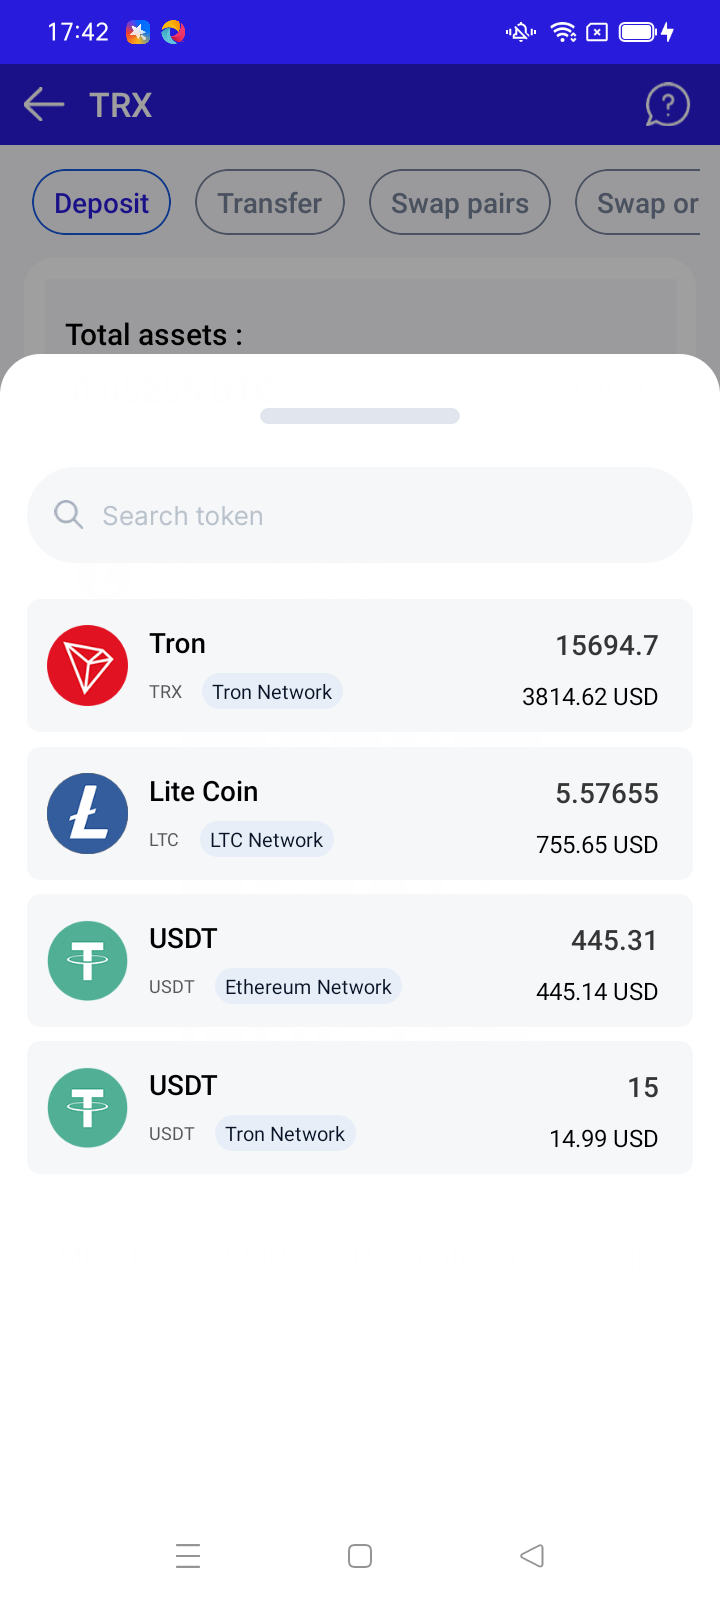 17:42
TRX
Deposit
Transfer
Swap pairs
Swap or
Total assets :
Search token
Tron
15694.7
TRX
Tron Network
3814.62 USD
Lite Coin
5.57655
LTC
LTC Network
755.65 USD
USDT
445.31
USDT
Ethereum Network
445.14 USD
USDT
15
USDT
Tron Network
14.99 USD